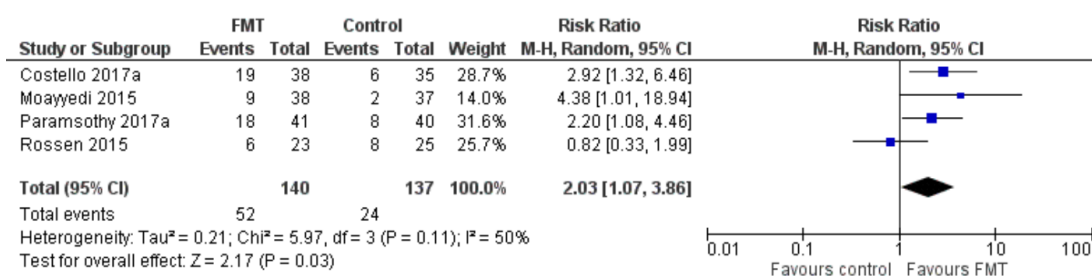 FMT Control Risk Ratio Risk Ratio
Study or Subgroup Events Total Events Total Weight M-H, Random, 95% CI M-H, Random, 95% CI
Costello 2017a 19 38 6 35 28.7% 2.92 [1.32, 6.46]
Moayyedi 2015 9 38 2 37 14.0% 4.38 [1.01, 18.94]
Paramsothy 2017a 18 41 8 40 31.6% 2.20 [1.08, 4.46]
Rossen 2015 6 23 8 25 25.7% 0.82 [0.33, 1.99]
Total (95% CI) 140 137 100.0% 2.03 [1.07, 3.86]
Total events 52 24
Heterogeneity: Tau² = 0.21; Chi² = 5.97, df = 3 (P = 0.11); I² = 50%
Test for overall effect: Z = 2.17 (P = 0.03)
0.01 0.1 1 10 100
Favours control Favours FMT